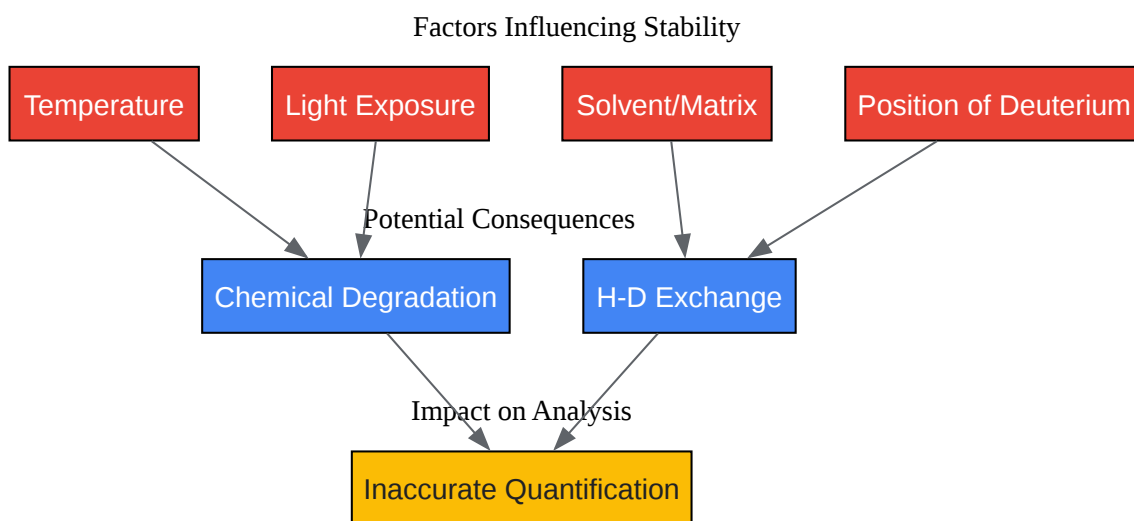 Factors Influencing Stability
Temperature
Light Exposure
Solvent/Matrix
Position of Deuterium
Potential Consequences
Chemical Degradation
H-D Exchange
Impact on Analysis
Inaccurate Quantification